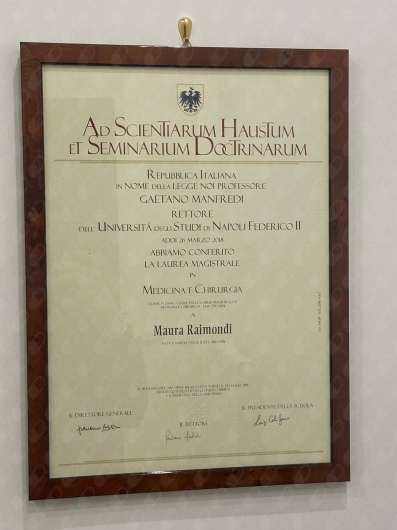 AD SCIENTIARUM HAUSTUM
ET SEMINARIUM DOCTRINARUM
REPUBBLICA ITALIANA
IN NOME DELLA LEGGE NOI PROFESSORE
GAETANO MANFREDI
RETTORE
DELL' UNIVERSITÀ DEGLI STUDI DI NAPOLI FEDERICO II
ADDÌ 26 MARZO 2018
ABBIAMO CONFERITO
LA LAUREA MAGISTRALE
IN
MEDICINA E CHIRURGIA
A
Maura Raimondi
IL DIRETTORE GENERALE
IL RETTORE
IL PRESIDENTE DELLA SCUOLA